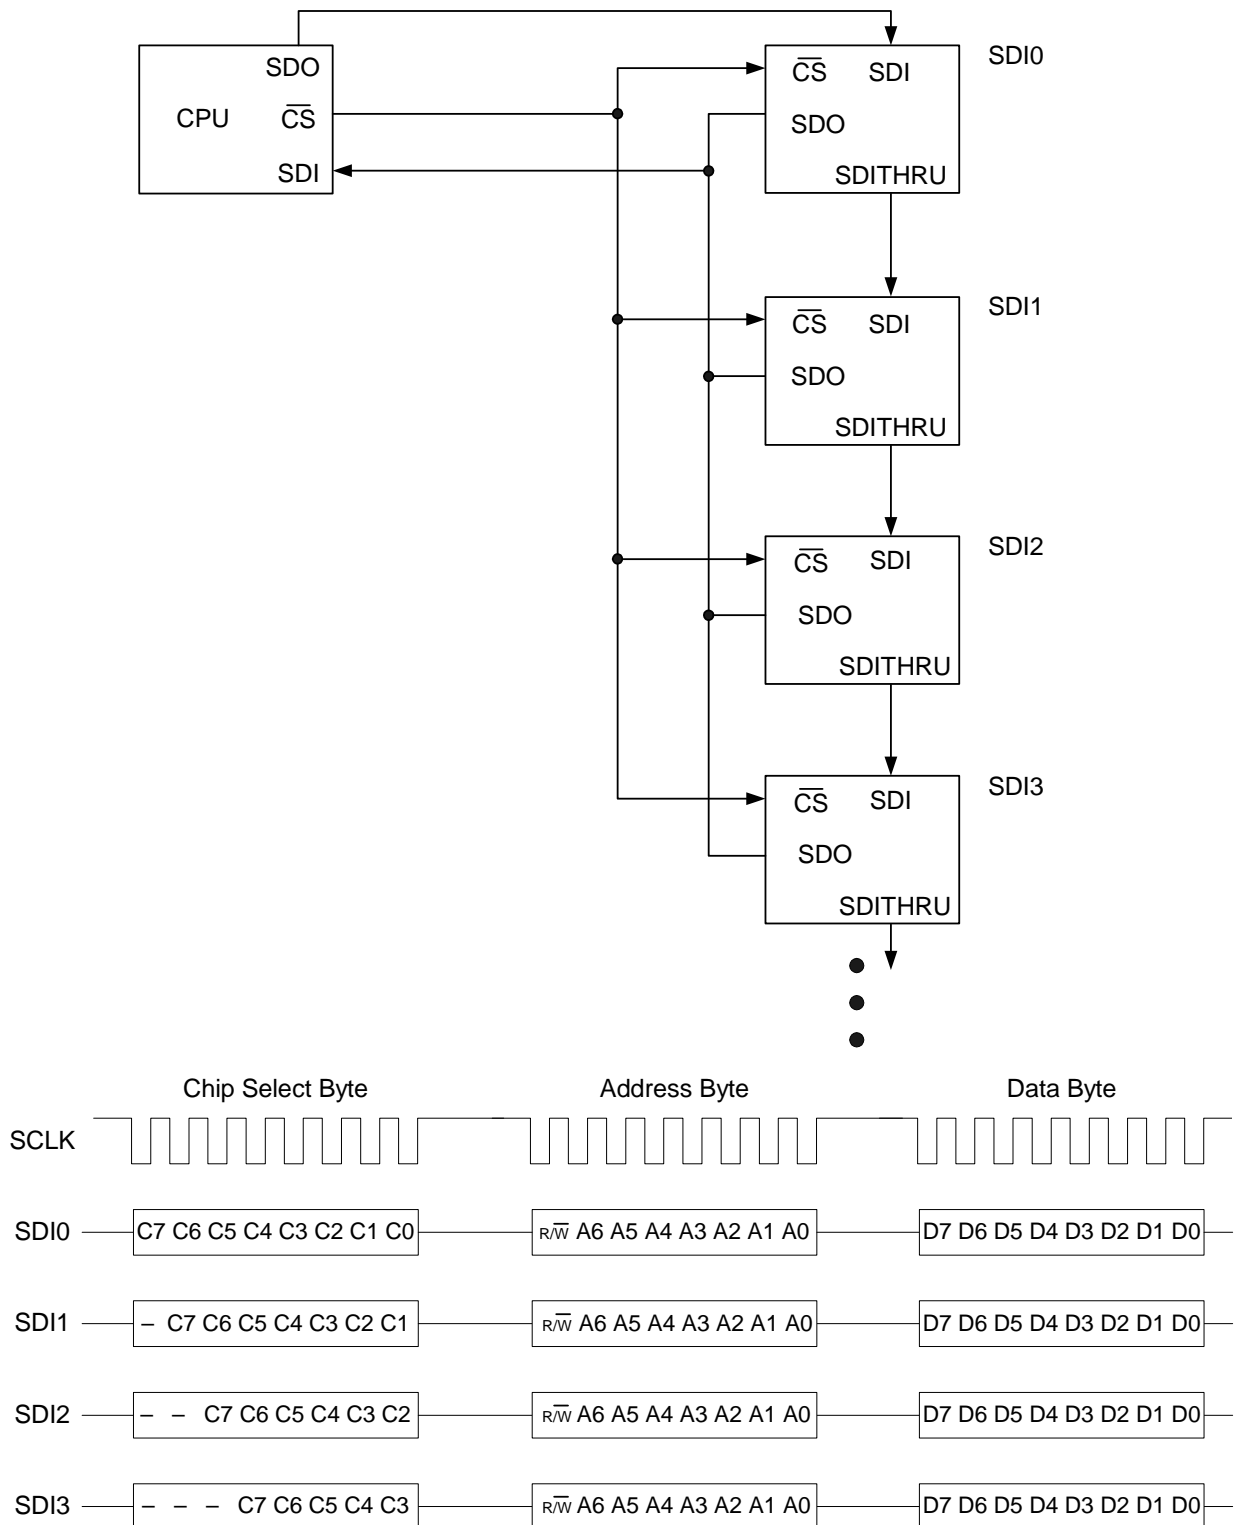 SDO
CPU
C̅S̅
SDI
C̅S̅ SDI
SDO
SDITHRU
SDI0
C̅S̅ SDI
SDO
SDITHRU
SDI1
C̅S̅ SDI
SDO
SDITHRU
SDI2
C̅S̅ SDI
SDO
SDITHRU
SDI3
Chip Select Byte Address Byte Data Byte
SCLK
SDI0 C7 C6 C5 C4 C3 C2 C1 C0 R/W̅ A6 A5 A4 A3 A2 A1 A0 D7 D6 D5 D4 D3 D2 D1 D0
SDI1 – C7 C6 C5 C4 C3 C2 C1 R/W̅ A6 A5 A4 A3 A2 A1 A0 D7 D6 D5 D4 D3 D2 D1 D0
SDI2 – – C7 C6 C5 C4 C3 C2 R/W̅ A6 A5 A4 A3 A2 A1 A0 D7 D6 D5 D4 D3 D2 D1 D0
SDI3 – – – C7 C6 C5 C4 C3 R/W̅ A6 A5 A4 A3 A2 A1 A0 D7 D6 D5 D4 D3 D2 D1 D0